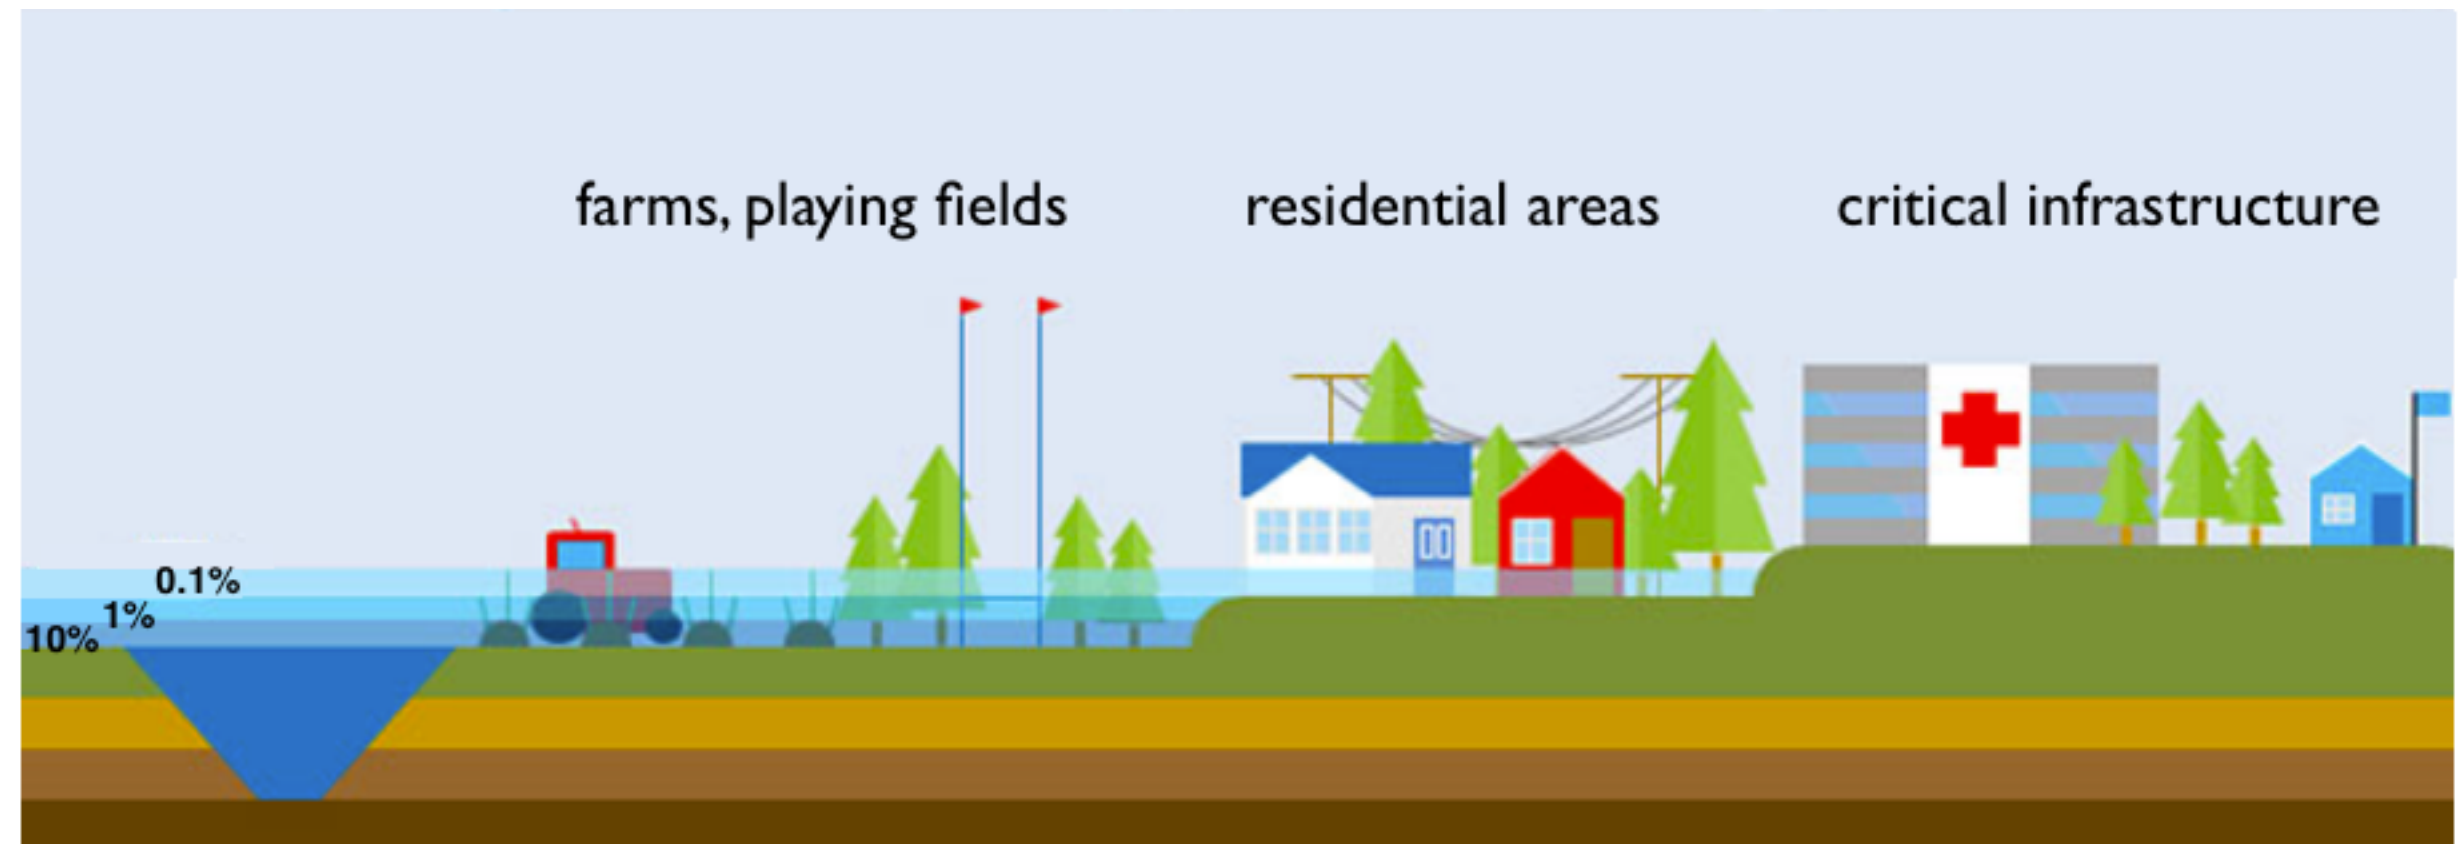 farms, playing fields
residential areas
critical infrastructure
0.1%
1%
10%